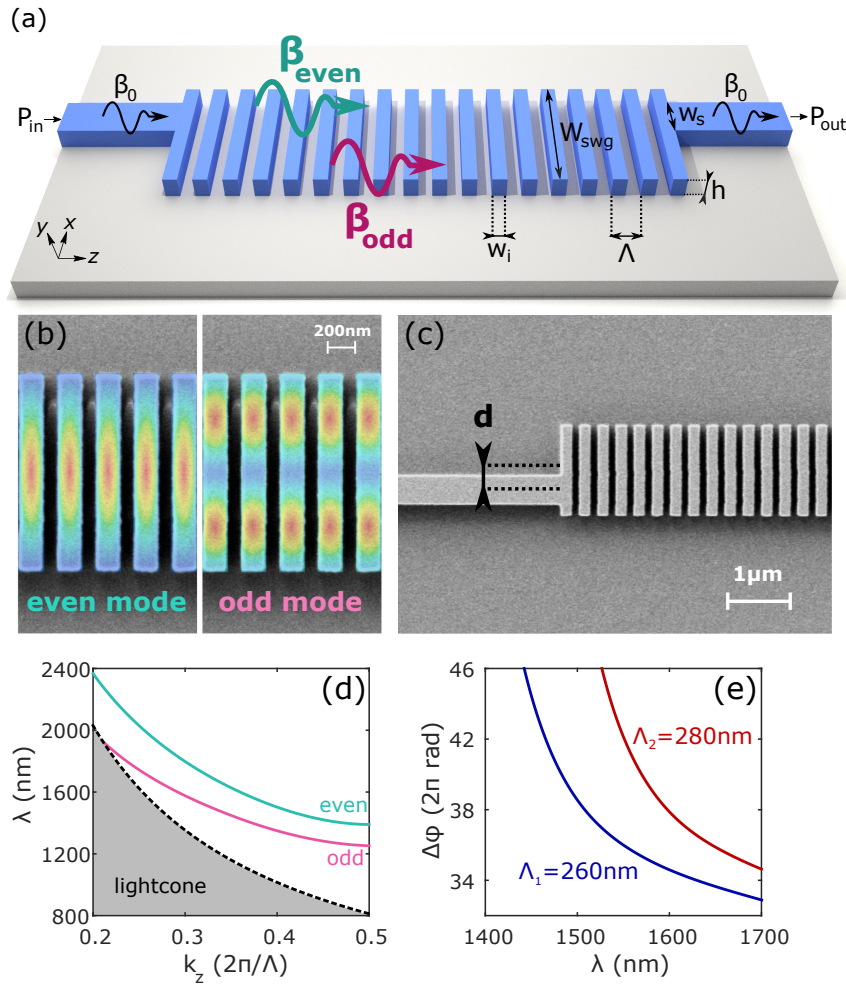 (a)
β_even
β_0
β_0
P_in
P_out
w_s
W_swg
h
β_odd
w_i
Λ
y x z
(b)
200nm
(c)
d
even mode
odd mode
1μm
2400
2000
1600
1200
800
λ (nm)
(d)
even
odd
lightcone
0.2 0.3 0.4 0.5
k_z (2π/Λ)
46
42
38
34
Δφ (2π rad)
(e)
Λ_2=280nm
Λ_1=260nm
1400 1500 1600 1700
λ (nm)